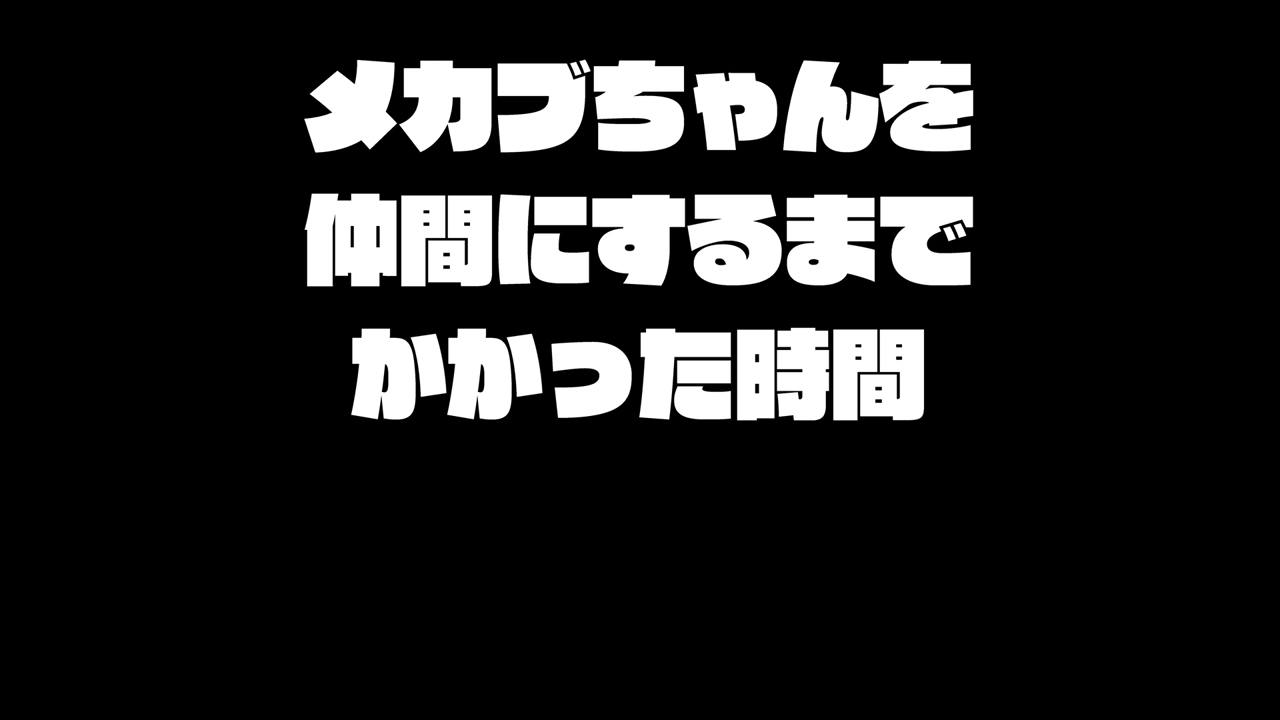 メカブちゃんを
仲間にするまで
かかった時間